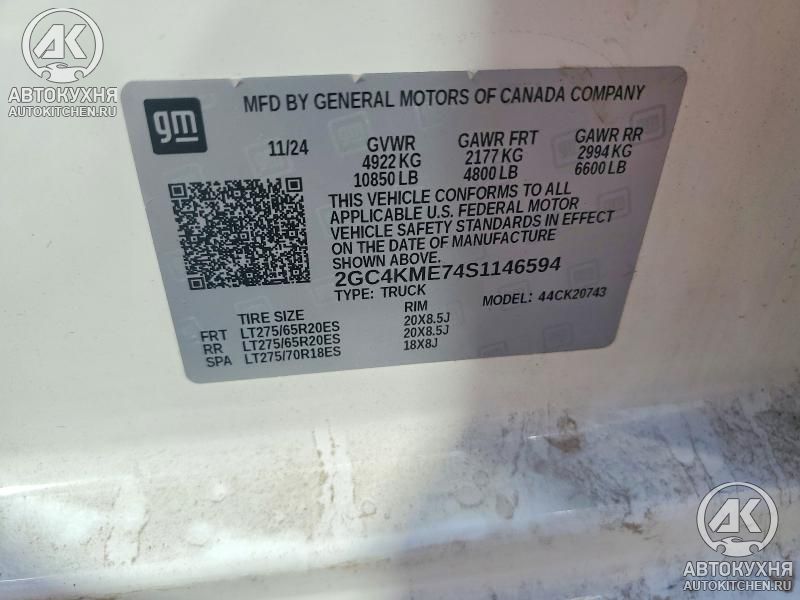 AK
АВТОКУХНЯ
AUTOKITCHEN.RU
gm
MFD BY GENERAL MOTORS OF CANADA COMPANY
11/24
GVWR GAWR FRT GAWR RR
4922 KG 2177 KG 2994 KG
10850 LB 4800 LB 6600 LB
THIS VEHICLE CONFORMS TO ALL
APPLICABLE U.S. FEDERAL MOTOR
VEHICLE SAFETY STANDARDS IN EFFECT
ON THE DATE OF MANUFACTURE
SHOWN ABOVE.
2GC4KME74S1146594
TYPE: TRUCK MODEL: 44CK20743
TIRE SIZE RIM
FRT LT275/65R20ES 20X8.5J
RR LT275/65R20ES 20X8.5J
SPA LT275/70R18ES 18X8J
AK
АВТОКУХНЯ
AUTOKITCHEN.RU